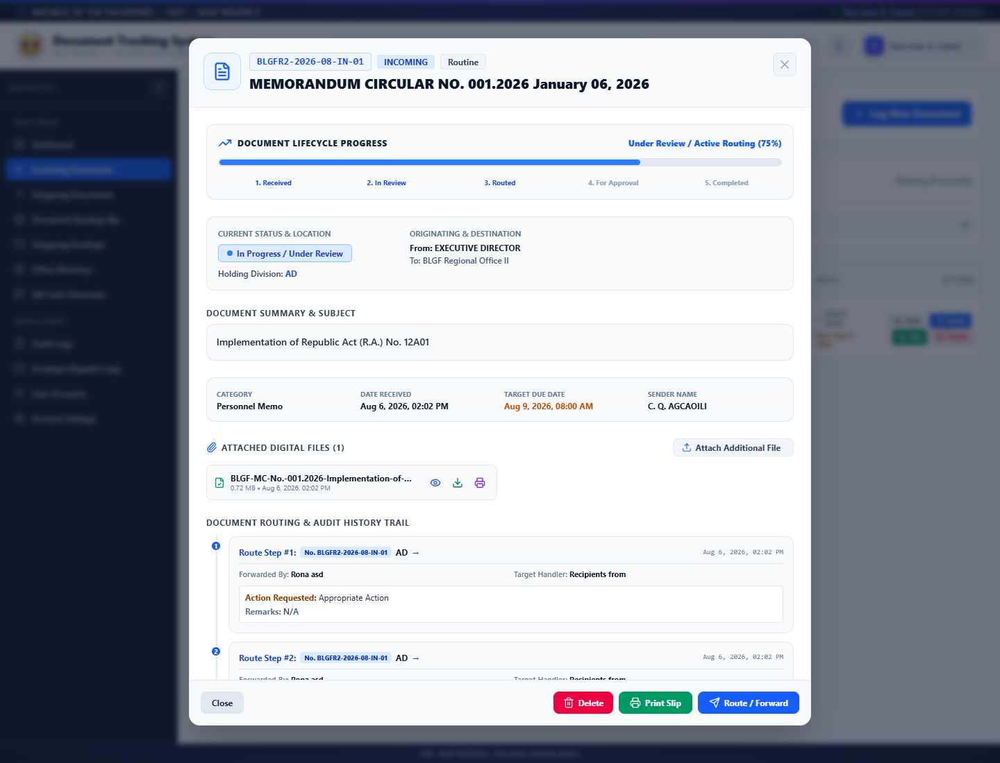 BLGFR2-2026-08-IN-01 INCOMING Routine
MEMORANDUM CIRCULAR NO. 001.2026 January 06, 2026
DOCUMENT LIFECYCLE PROGRESS Under Review / Active Routing (75%)
1. Received 2. In Review 3. Routed 4. For Approval 5. Completed
CURRENT STATUS & LOCATION ORIGINATING & DESTINATION
In Progress / Under Review From: EXECUTIVE DIRECTOR
To: BLGF Regional Office II
Holding Division: AD
DOCUMENT SUMMARY & SUBJECT
Implementation of Republic Act (R.A.) No. 12A01
CATEGORY DATE RECEIVED TARGET DUE DATE SENDER NAME
Personnel Memo Aug 6, 2026, 02:02 PM Aug 9, 2026, 08:00 AM C. Q. AGCAOILI
ATTACHED DIGITAL FILES (1) Attach Additional File
BLGF-MC-No.-001.2026-Implementation-of-...
0.72 MB • Aug 6, 2026, 02:02 PM
DOCUMENT ROUTING & AUDIT HISTORY TRAIL
1 Route Step #1: No. BLGFR2-2026-08-IN-01 AD → Aug 6, 2026, 02:02 PM
Forwarded By: Rona asd Target Handler: Recipients from
Action Requested: Appropriate Action
Remarks: N/A
2 Route Step #2: No. BLGFR2-2026-08-IN-01 AD → Aug 6, 2026, 02:02 PM
Forwarded By: Rona asd Target Handler: Recipients from
Close Delete Print Slip Route / Forward